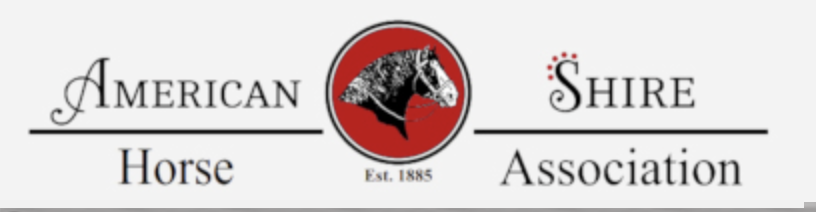 American Shire
Horse Association
Est. 1885